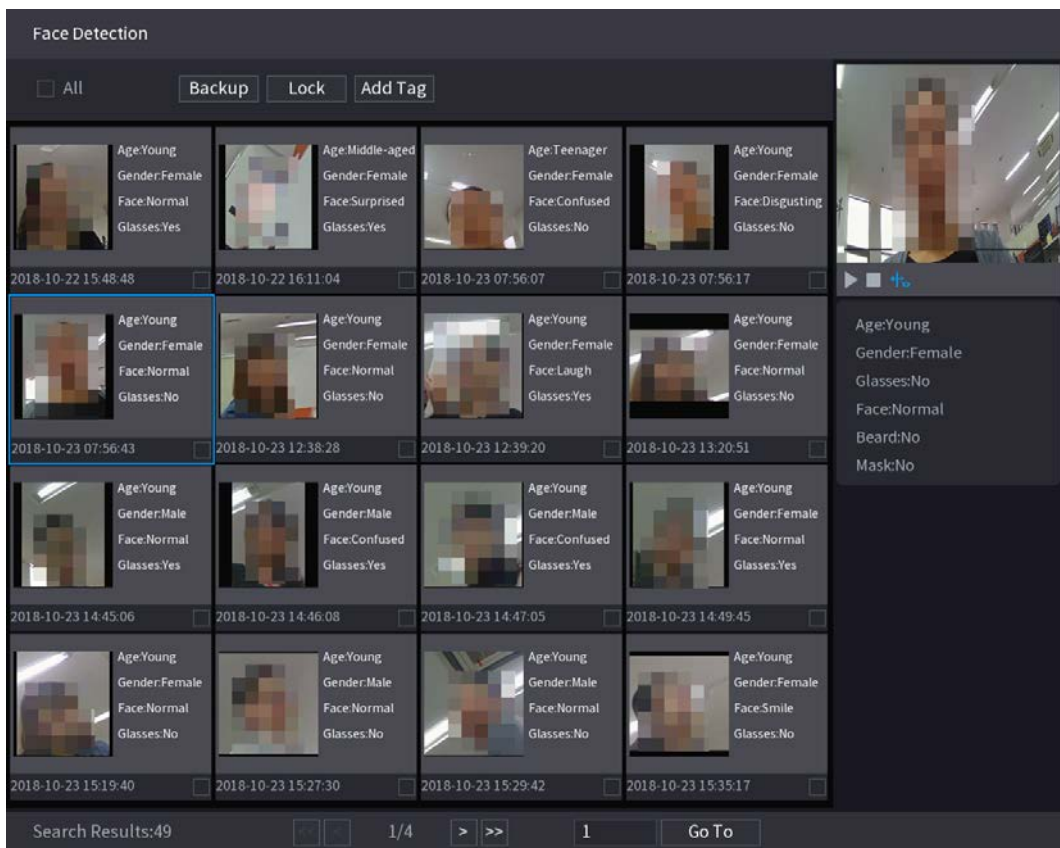 Face Detection
All
Backup
Lock
Add Tag
Age:Young
Gender:Female
Face:Normal
Glasses:Yes
2018-10-22 15:48:48
Age:Middle-aged
Gender:Female
Face:Surprised
Glasses:Yes
2018-10-22 16:11:04
Age:Teenager
Gender:Female
Face:Confused
Glasses:No
2018-10-23 07:56:07
Age:Young
Gender:Female
Face:Disgusting
Glasses:No
2018-10-23 07:56:17
Age:Young
Gender:Female
Face:Normal
Glasses:No
2018-10-23 07:56:43
Age:Young
Gender:Female
Face:Normal
Glasses:No
2018-10-23 12:38:28
Age:Young
Gender:Female
Face:Laugh
Glasses:Yes
2018-10-23 12:39:20
Age:Young
Gender:Female
Face:Normal
Glasses:No
2018-10-23 13:20:51
Age:Young
Gender:Male
Face:Normal
Glasses:Yes
2018-10-23 14:45:06
Age:Young
Gender:Male
Face:Confused
Glasses:Yes
2018-10-23 14:46:08
Age:Young
Gender:Male
Face:Confused
Glasses:Yes
2018-10-23 14:47:05
Age:Young
Gender:Female
Face:Normal
Glasses:Yes
2018-10-23 14:49:45
Age:Young
Gender:Female
Face:Normal
Glasses:No
2018-10-23 15:19:40
Age:Young
Gender:Male
Face:Normal
Glasses:No
2018-10-23 15:27:30
Age:Young
Gender:Male
Face:Normal
Glasses:No
2018-10-23 15:29:42
Age:Young
Gender:Female
Face:Smile
Glasses:No
2018-10-23 15:35:17
Age:Young
Gender:Female
Glasses:No
Face:Normal
Beard:No
Mask:No
Search Results:49
<< < 1/4 > >> 1 Go To